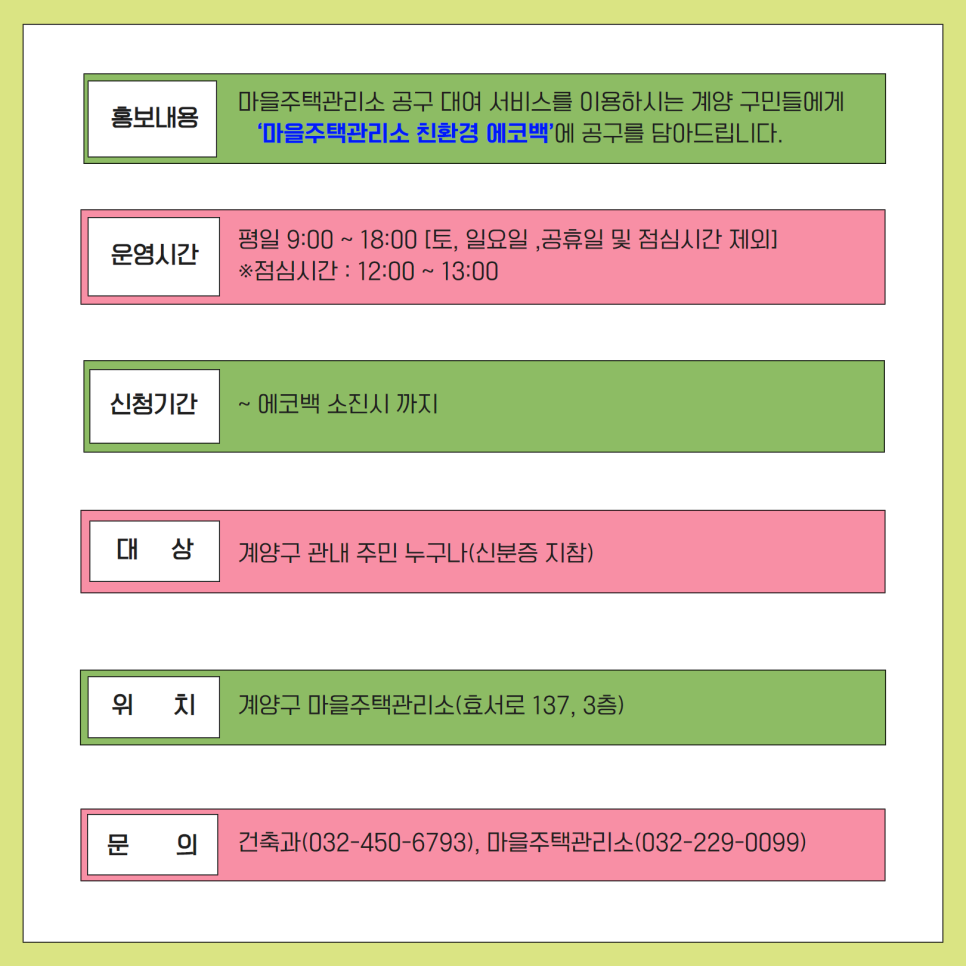 홍보내용
마을주택관리소 공구 대여 서비스를 이용하시는 계양 구민들에게
‘마을주택관리소 친환경 에코백’에 공구를 담아드립니다.
운영시간
평일 9:00 ~ 18:00 [토, 일요일 ,공휴일 및 점심시간 제외]
※점심시간 : 12:00 ~ 13:00
신청기간
~ 에코백 소진시 까지
대 상
계양구 관내 주민 누구나(신분증 지참)
위 치
계양구 마을주택관리소(효서로 137, 3층)
문 의
건축과(032-450-6793), 마을주택관리소(032-229-0099)